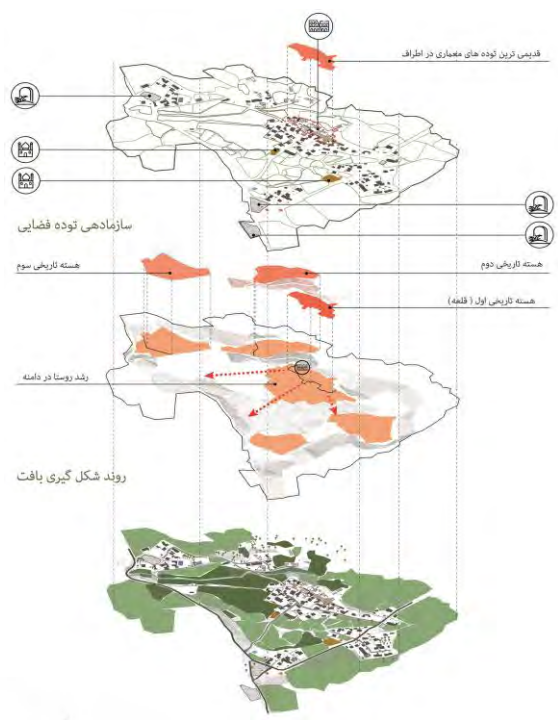 قدیمی ترین توده های معماری در اطراف
سازمادهی توده فضایی
هسته تاریخی سوم
هسته تاریخی دوم
هسته تاریخی اول ( قلعه)
رشد روستا در دامنه
روند شکل گیری بافت